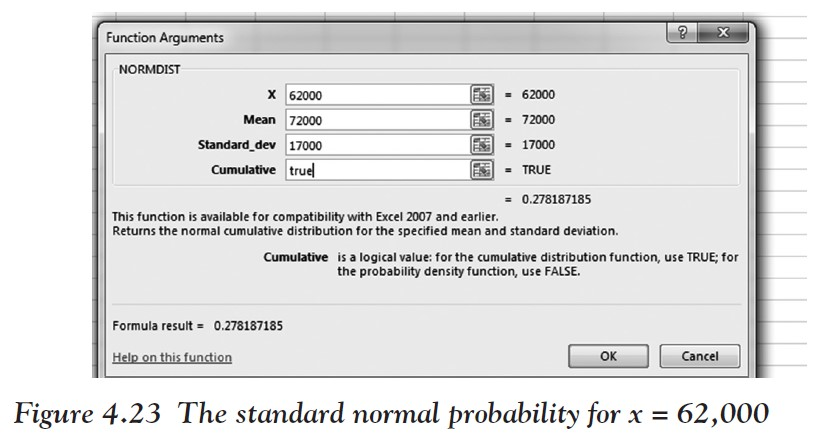 Function Arguments
? X
NORMDIST
X 62000 = 62000
Mean 72000 = 72000
Standard_dev 17000 = 17000
Cumulative true = TRUE
= 0.278187185
This function is available for compatibility with Excel 2007 and earlier.
Returns the normal cumulative distribution for the specified mean and standard deviation.
Cumulative is a logical value: for the cumulative distribution function, use TRUE; for
the probability density function, use FALSE.
Formula result = 0.278187185
Help on this function
OK Cancel
Figure 4.23 The standard normal probability for x = 62,000